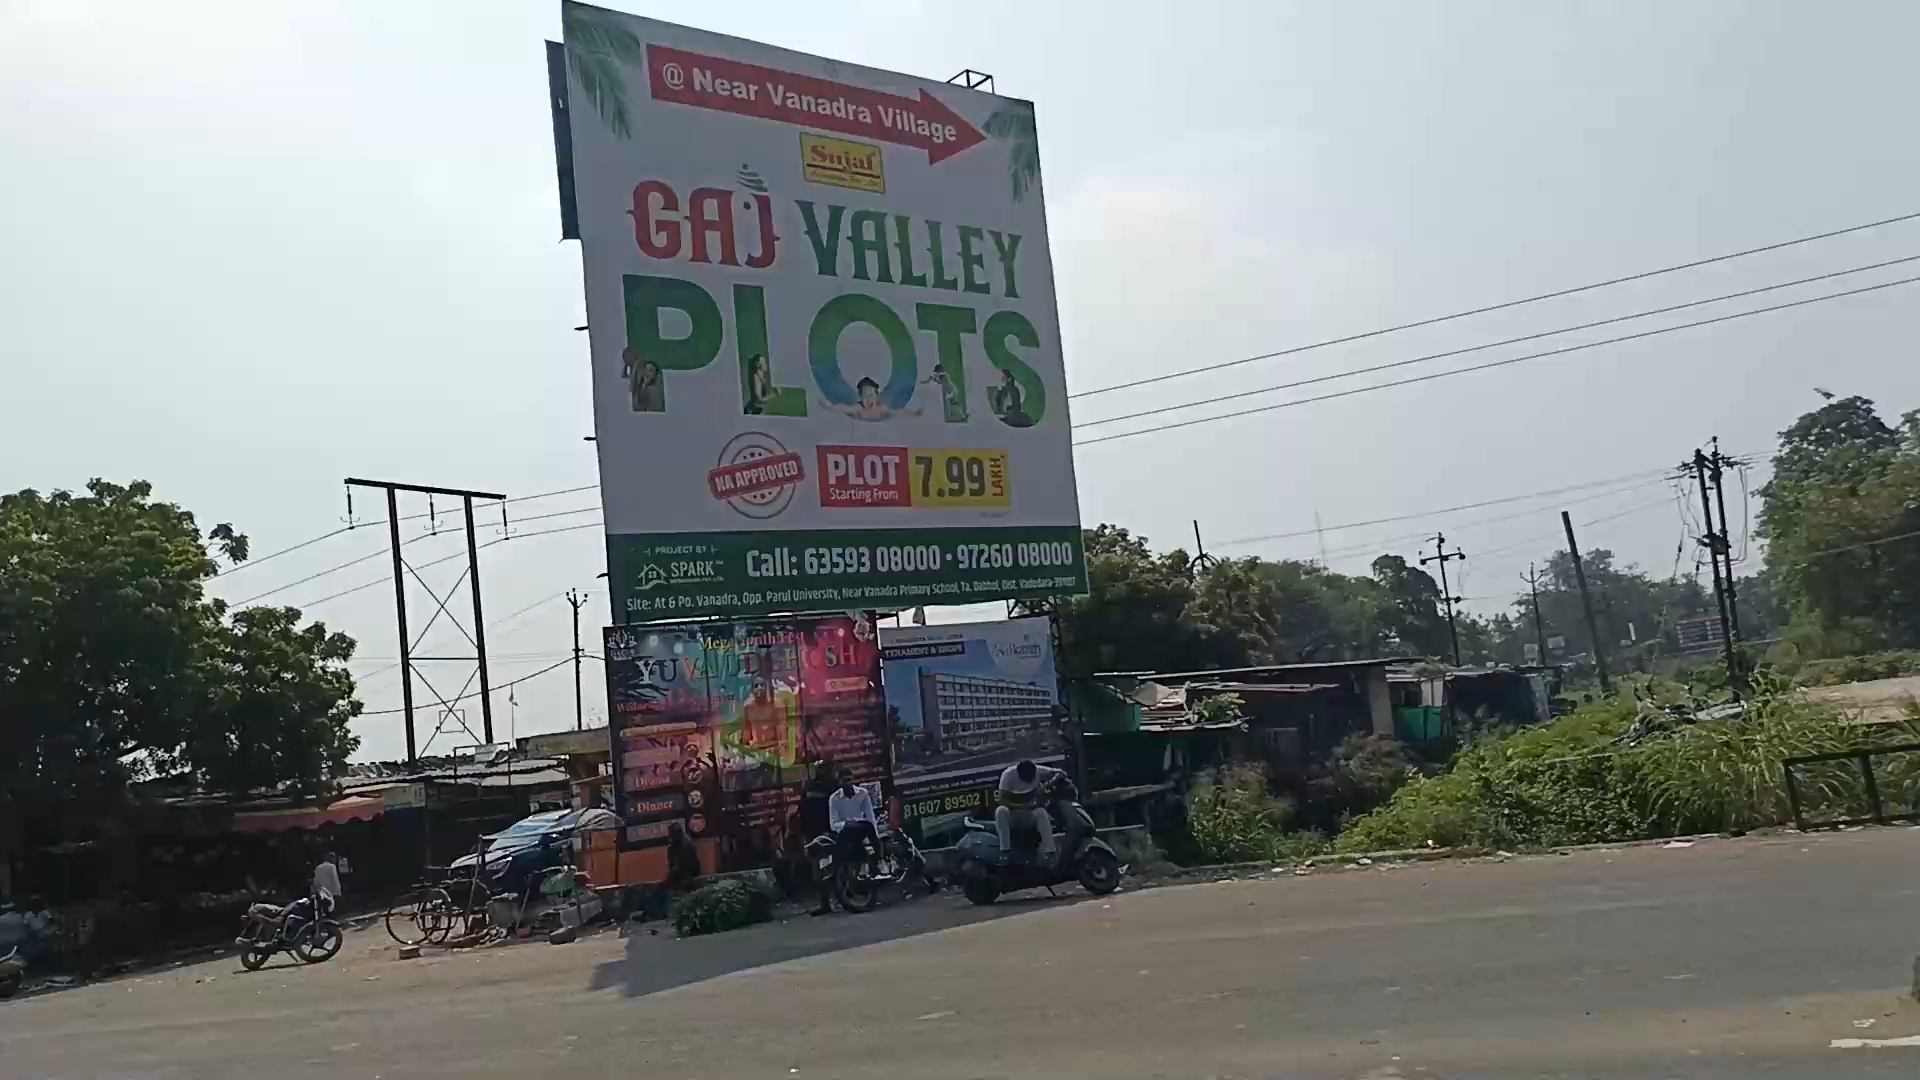 @ Near Vanadra Village
Sujal
GAJ VALLEY
PLOTS
NA APPROVED
PLOT
Starting From
7.99
LAKH.
PROJECT BY
SPARK
Call: 63593 08000 • 97260 08000
Site: At & Po. Vanadra, Opp. Parul University, Near Vanadra Primary School, Ta. Dabhoi, Dist. Vadodara-391107
Mega Youth Fest
TENAMENT & SHOPS
• Drama
• Dinner
81607 89502 |